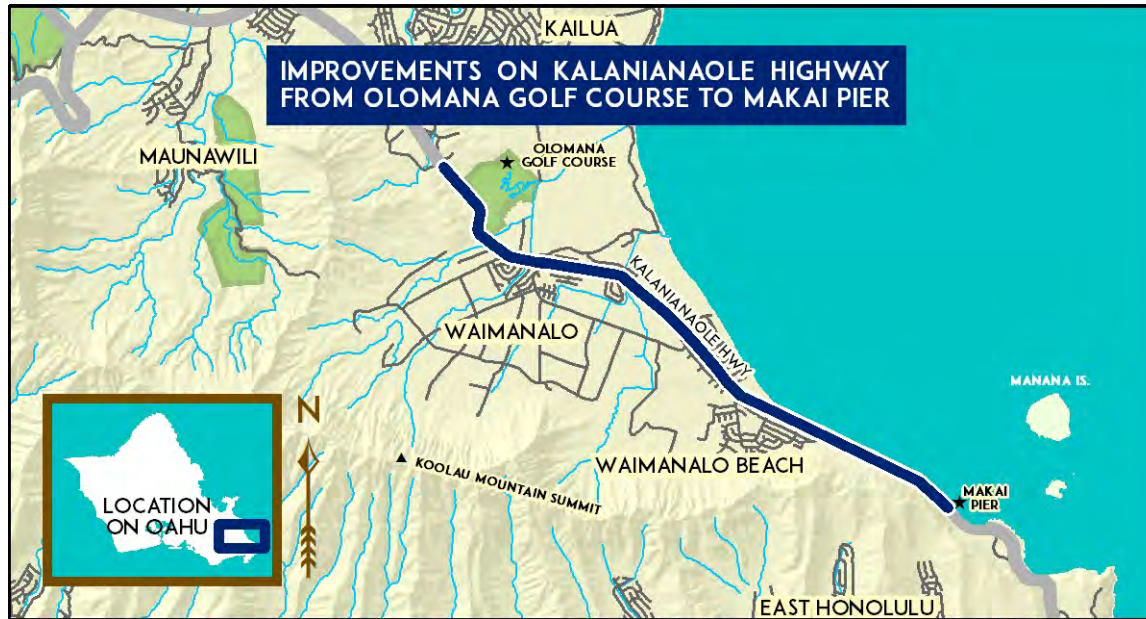 KAILUA
IMPROVEMENTS ON KALANIANAOLE HIGHWAY
FROM OLOMANA GOLF COURSE TO MAKAI PIER
MAUNAWILI
OLOMANA
GOLF COURSE
KALANIANAOLE HWY
WAIMANALO
MANANA IS.
N
WAIMANALO BEACH
KOOLAU MOUNTAIN SUMMIT
LOCATION
ON OAHU
MAKAI
PIER
EAST HONOLULU